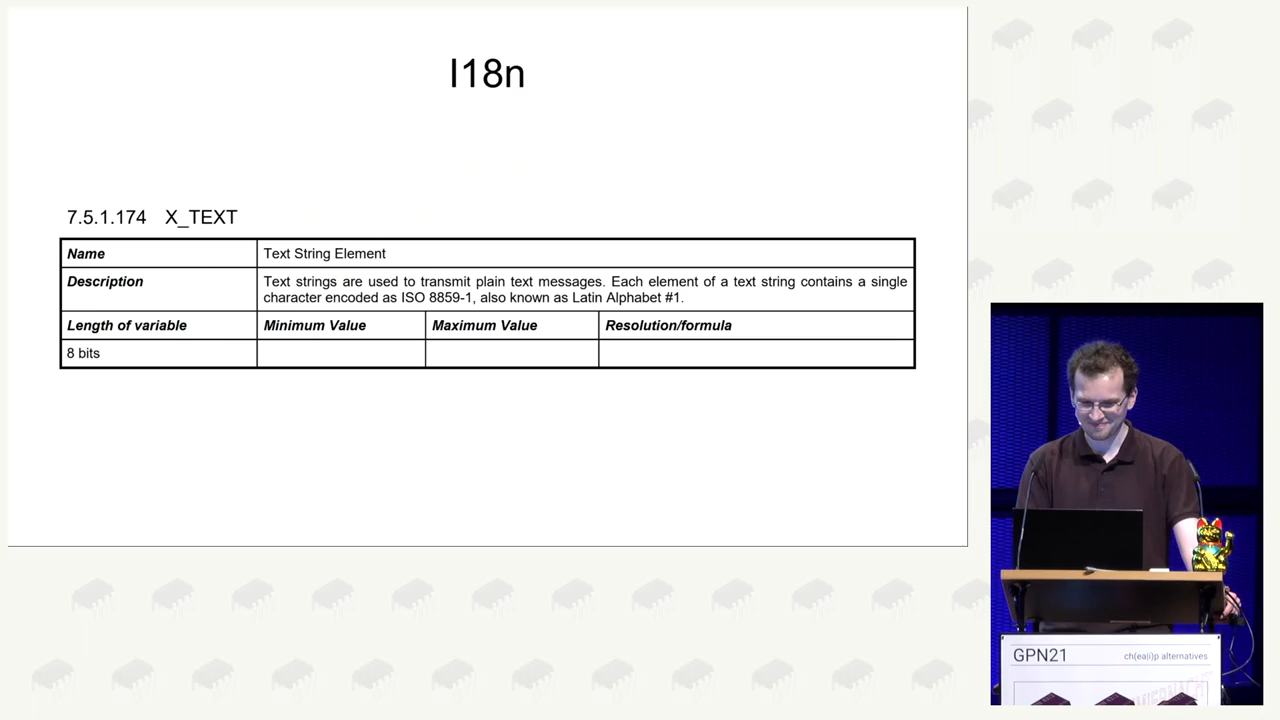 I18n
7.5.1.174 X_TEXT
Name Text String Element
Description Text strings are used to transmit plain text messages. Each element of a text string contains a single
character encoded as ISO 8859-1, also known as Latin Alphabet #1.
Length of variable Minimum Value Maximum Value Resolution/formula
8 bits
GPN21 ch(ea|i)p alternatives